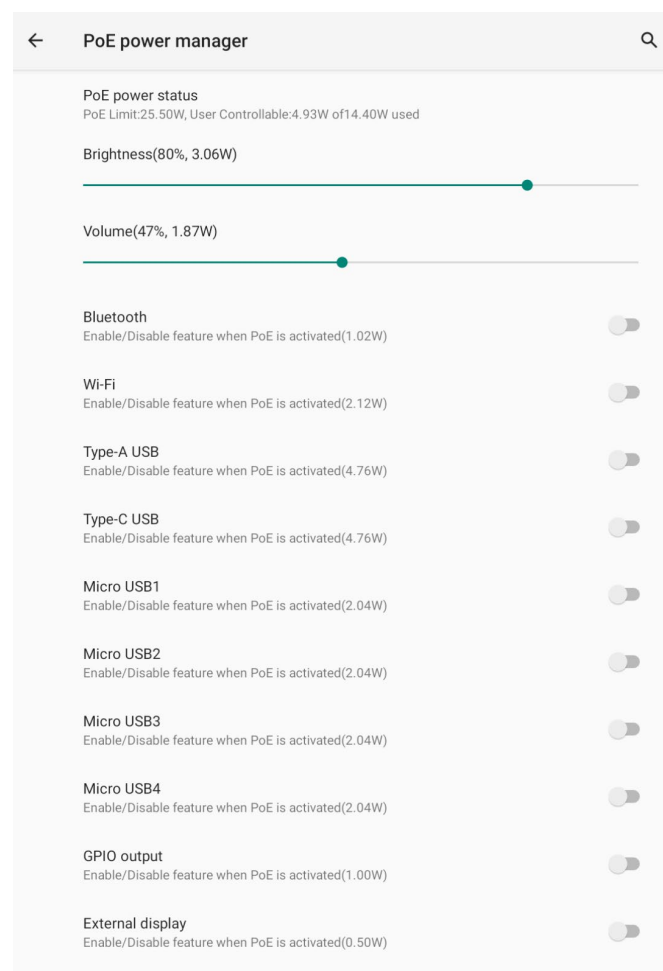 PoE power manager
PoE power status
PoE Limit:25.50W, User Controllable:4.93W of14.40W used
Brightness(80%, 3.06W)
Volume(47%, 1.87W)
Bluetooth
Enable/Disable feature when PoE is activated(1.02W)
Wi-Fi
Enable/Disable feature when PoE is activated(2.12W)
Type-A USB
Enable/Disable feature when PoE is activated(4.76W)
Type-C USB
Enable/Disable feature when PoE is activated(4.76W)
Micro USB1
Enable/Disable feature when PoE is activated(2.04W)
Micro USB2
Enable/Disable feature when PoE is activated(2.04W)
Micro USB3
Enable/Disable feature when PoE is activated(2.04W)
Micro USB4
Enable/Disable feature when PoE is activated(2.04W)
GPIO output
Enable/Disable feature when PoE is activated(1.00W)
External display
Enable/Disable feature when PoE is activated(0.50W)